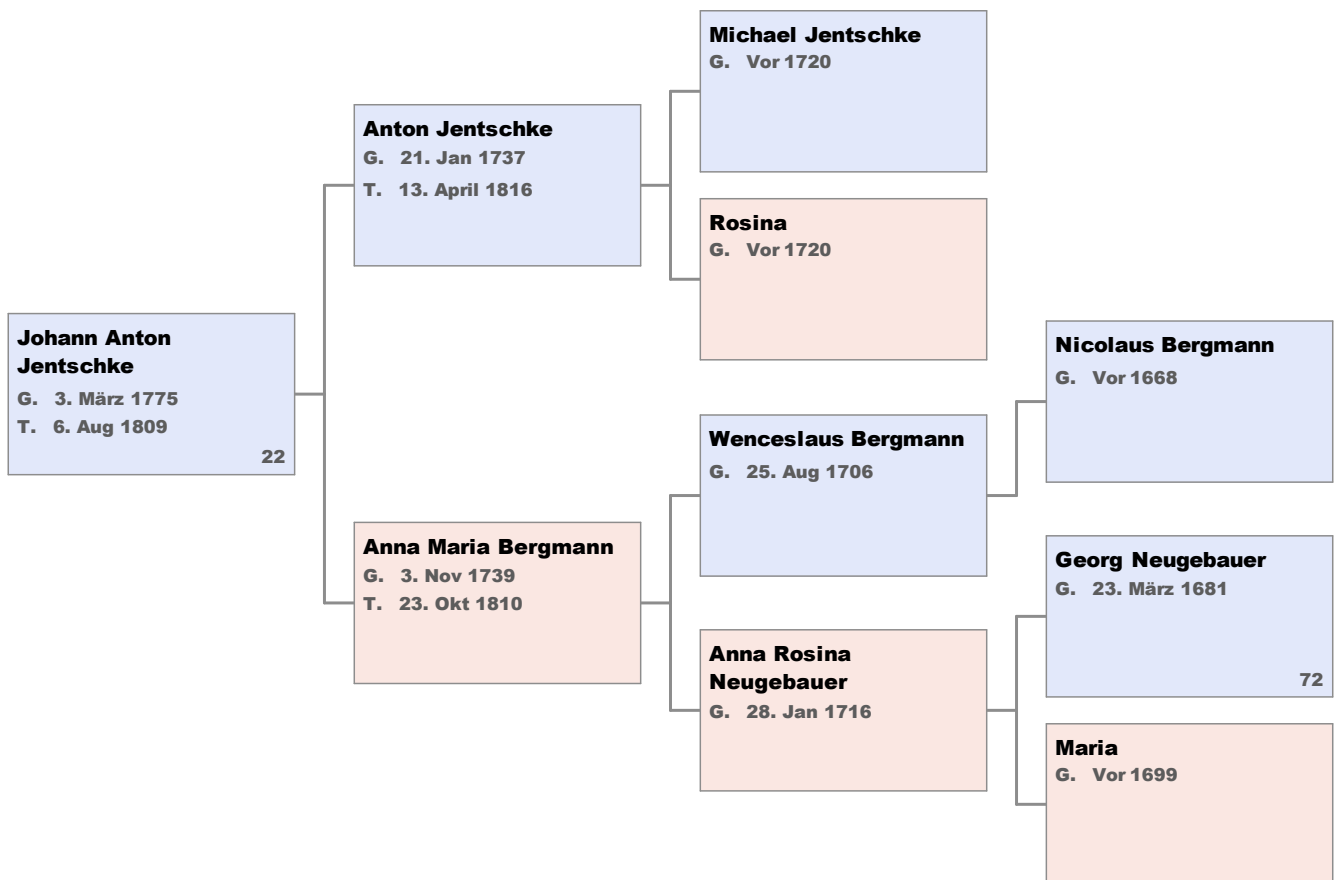 Michael Jentschke
G. Vor 1720
Anton Jentschke
G. 21. Jan 1737
T. 13. April 1816
Rosina
G. Vor 1720
Johann Anton
Jentschke
G. 3. März 1775
T. 6. Aug 1809
22
Nicolaus Bergmann
G. Vor 1668
Wenceslaus Bergmann
G. 25. Aug 1706
Anna Maria Bergmann
G. 3. Nov 1739
T. 23. Okt 1810
Georg Neugebauer
G. 23. März 1681
72
Anna Rosina
Neugebauer
G. 28. Jan 1716
Maria
G. Vor 1699